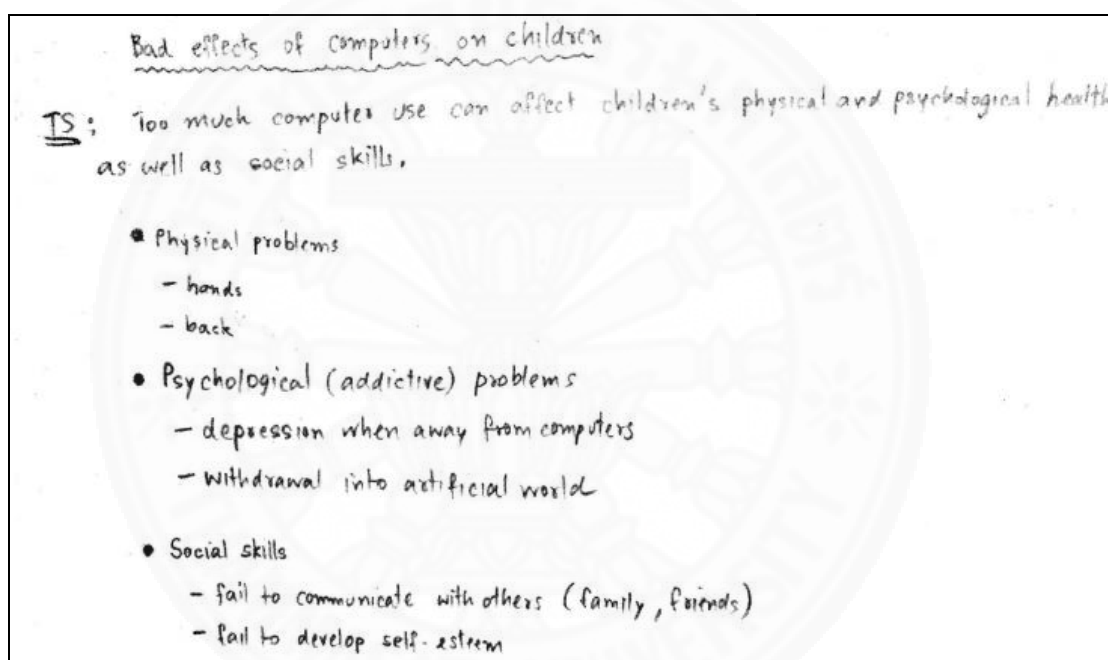 Bad effects of computers on children
TS: Too much computer use can affect children's physical and psychological health
as well as social skills.
• Physical problems
- hands
- back
• Psychological (addictive) problems
- depression when away from computers
- withdrawal into artificial world
• Social skills
- fail to communicate with others (family, friends)
- fail to develop self-esteem